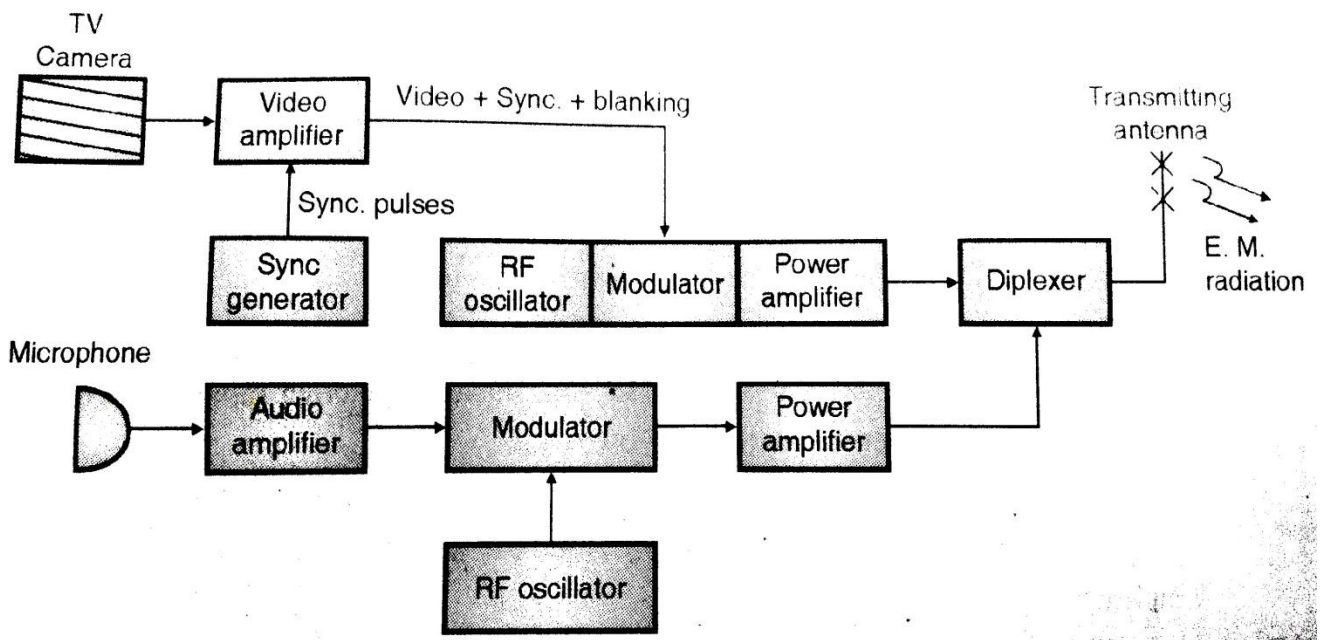 TV
Camera
Video
amplifier
Video + Sync. + blanking
Transmitting
antenna
Sync. pulses
Sync
generator
RF
oscillator
Modulator
Power
amplifier
Diplexer
E. M.
radiation
Microphone
Audio
amplifier
Modulator
Power
amplifier
RF oscillator